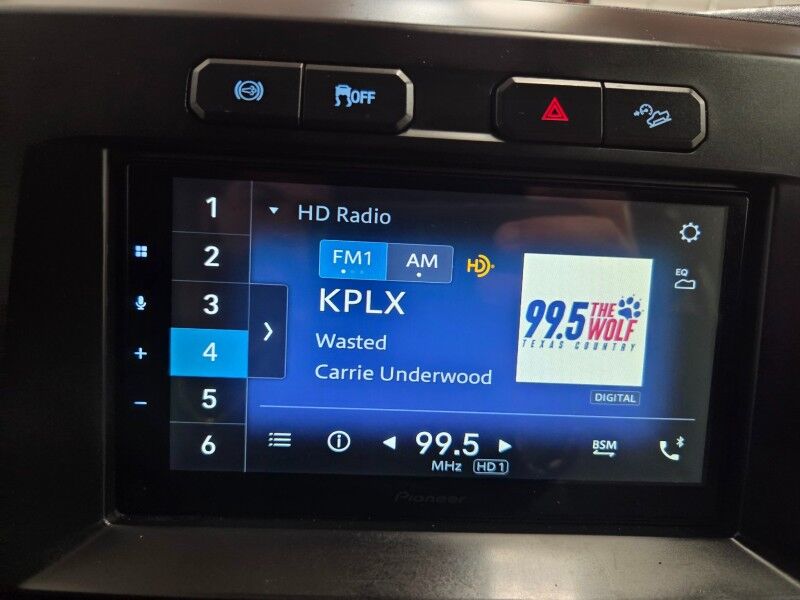 OFF
1
2
3
4
5
6
HD Radio
FM1 AM HD
KPLX
Wasted
Carrie Underwood
99.5 THE WOLF
TEXAS COUNTRY
DIGITAL
EQ
99.5
MHz HD1
BSM
Pioneer